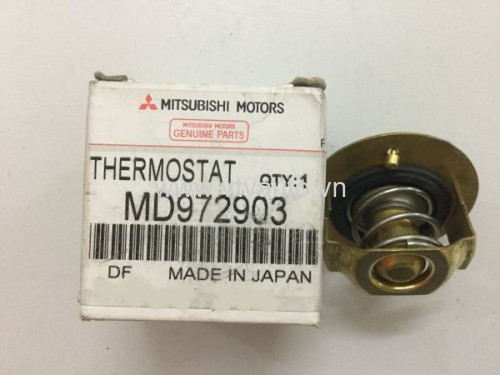 MITSUBISHI MOTORS
MITSUBISHI MOTORS
GENUINE PARTS
F
THERMOSTAT QTY:1
MD972903
DF MADE IN JAPAN